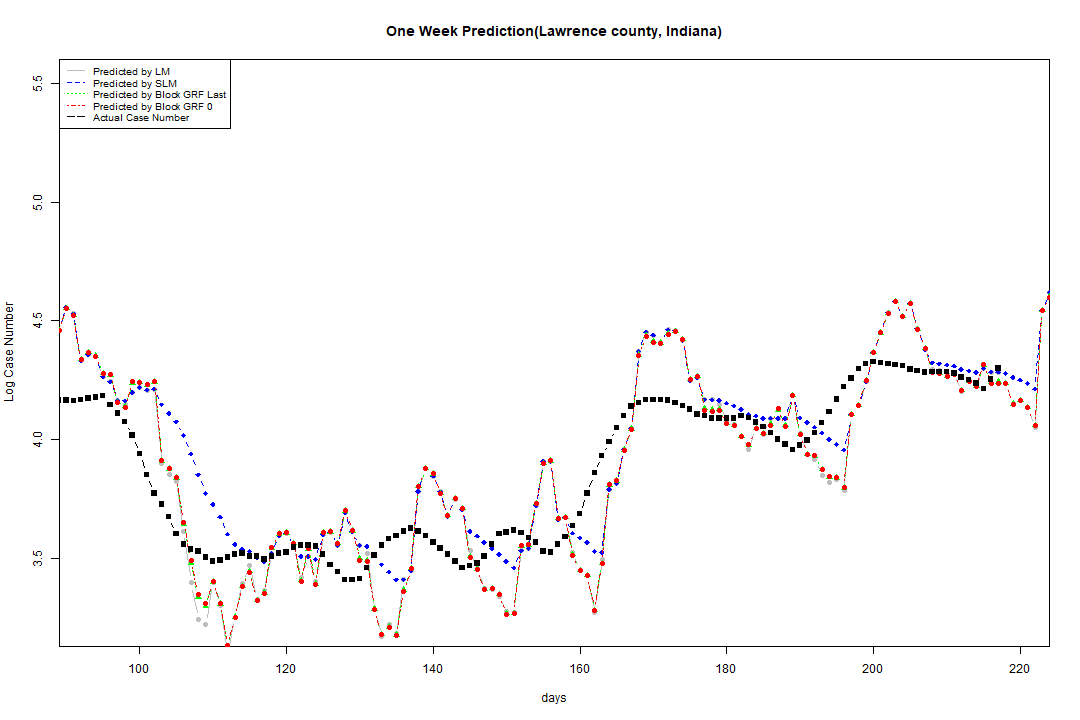 One Week Prediction(Lawrence county, Indiana)
Predicted by LM
Predicted by SLM
Predicted by Block GRF Last
Predicted by Block GRF 0
Actual Case Number
Log Case Number
5.5
5.0
4.5
4.0
3.5
100 120 140 160 180 200 220
days